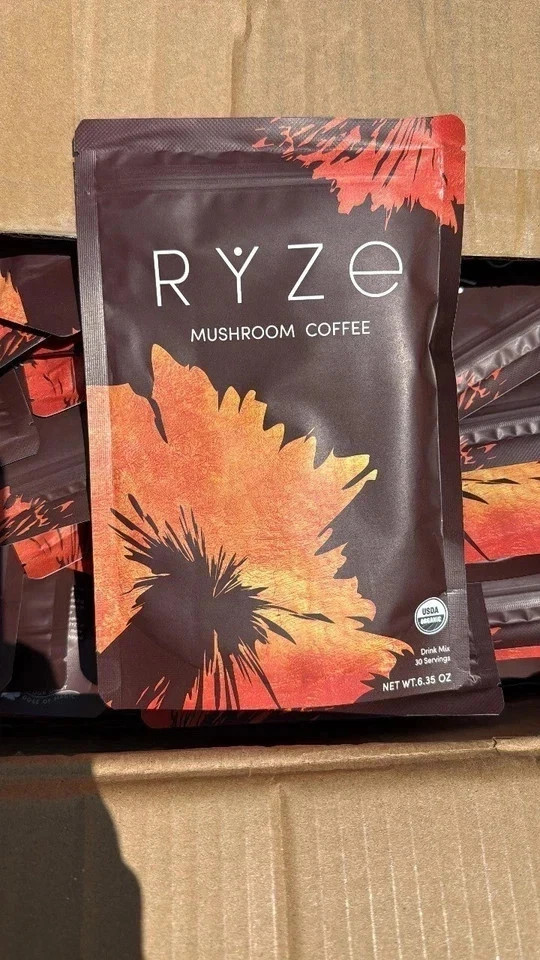 RYZe
MUSHROOM COFFEE
USDA
ORGANIC
Drink Mix
30 Servings
NET WT.6.35 OZ